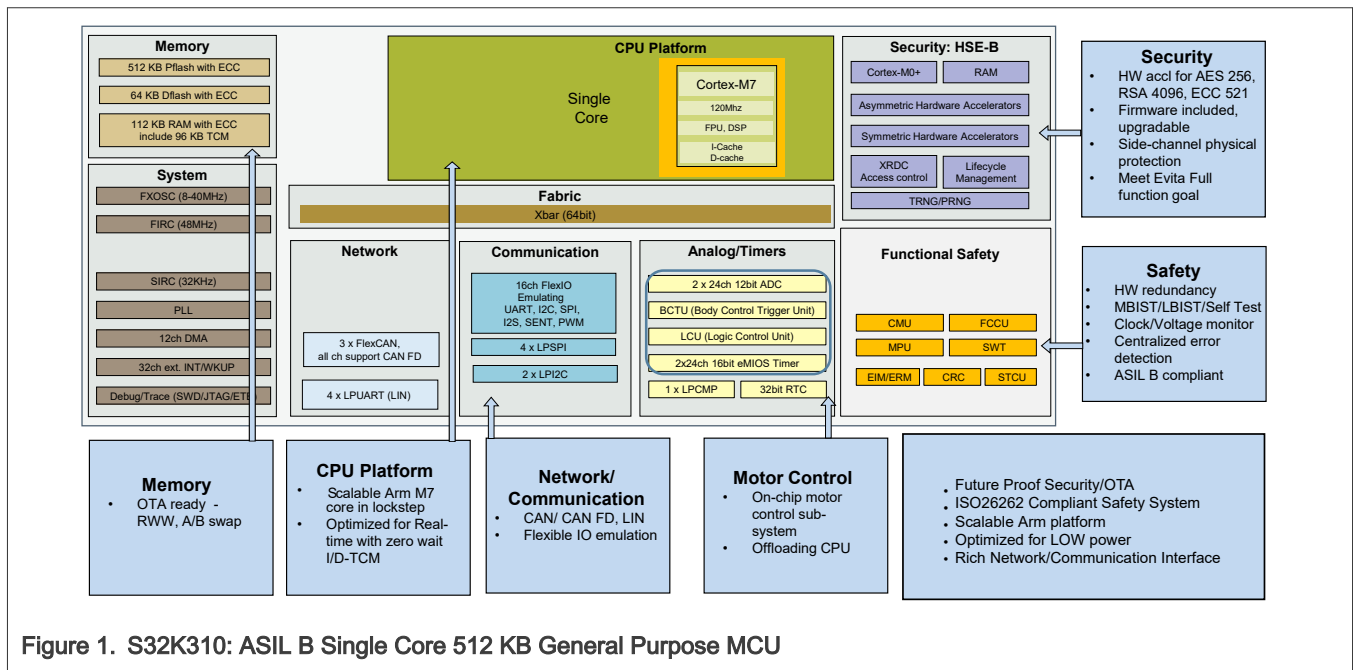 Memory
512 KB Pflash with ECC
64 KB Dflash with ECC
112 KB RAM with ECC
include 96 KB TCM
System
FXOSC (8-40MHz)
FIRC (48MHz)
SIRC (32KHz)
PLL
12ch DMA
32ch ext. INT/WKUP
Debug/Trace (SWD/JTAG/ETB)
CPU Platform
Single
Core
Cortex-M7
120Mhz
FPU, DSP
I-Cache
D-cache
Fabric
Xbar (64bit)
Network
3 x FlexCAN,
all ch support CAN FD
4 x LPUART (LIN)
Communication
16ch FlexIO
Emulating
UART, I2C, SPI,
I2S, SENT, PWM
4 x LPSPI
2 x LPI2C
Analog/Timers
2 x 24ch 12bit ADC
BCTU (Body Control Trigger Unit)
LCU (Logic Control Unit)
2x24ch 16bit eMIOS Timer
1 x LPCMP
32bit RTC
Security: HSE-B
Cortex-M0+
RAM
Asymmetric Hardware Accelerators
Symmetric Hardware Accelerators
XRDC
Access control
Lifecycle
Management
TRNG/PRNG
Functional Safety
CMU
FCCU
MPU
SWT
EIM/ERM
CRC
STCU
Security
• HW accl for AES 256,
RSA 4096, ECC 521
• Firmware included,
upgradable
• Side-channel physical
protection
• Meet Evita Full
function goal
Safety
• HW redundancy
• MBIST/LBIST/Self Test
• Clock/Voltage monitor
• Centralized error
detection
• ASIL B compliant
Memory
• OTA ready -
RWW, A/B swap
CPU Platform
• Scalable Arm M7
core in lockstep
• Optimized for Real-
time with zero wait
I/D-TCM
Network/
Communication
• CAN/ CAN FD, LIN
• Flexible IO emulation
Motor Control
• On-chip motor
control sub-
system
• Offloading CPU
• Future Proof Security/OTA
• ISO26262 Compliant Safety System
• Scalable Arm platform
• Optimized for LOW power
• Rich Network/Communication Interface
Figure 1. S32K310: ASIL B Single Core 512 KB General Purpose MCU